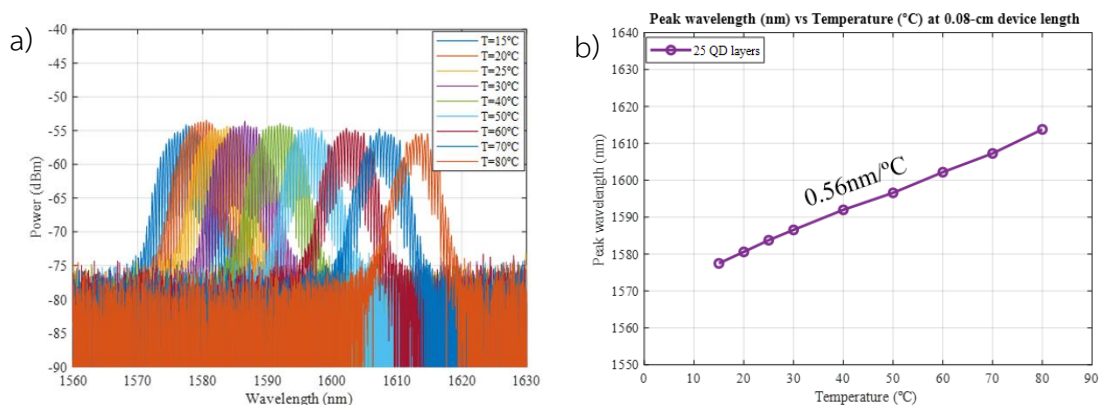 a)
-40
-45
-50
-55
-60
-65
-70
-75
-80
-85
-90
Power (dBm)
1560 1570 1580 1590 1600 1610 1620 1630
Wavelength (nm)
T=15°C
T=20°C
T=25°C
T=30°C
T=40°C
T=50°C
T=60°C
T=70°C
T=80°C
b)
Peak wavelength (nm) vs Temperature (°C) at 0.08-cm device length
25 QD layers
1640
1630
1620
1610
1600
1590
1580
1570
1560
1550
Peak wavelength (nm)
0.56nm/°C
0 10 20 30 40 50 60 70 80 90
Temperature (°C)